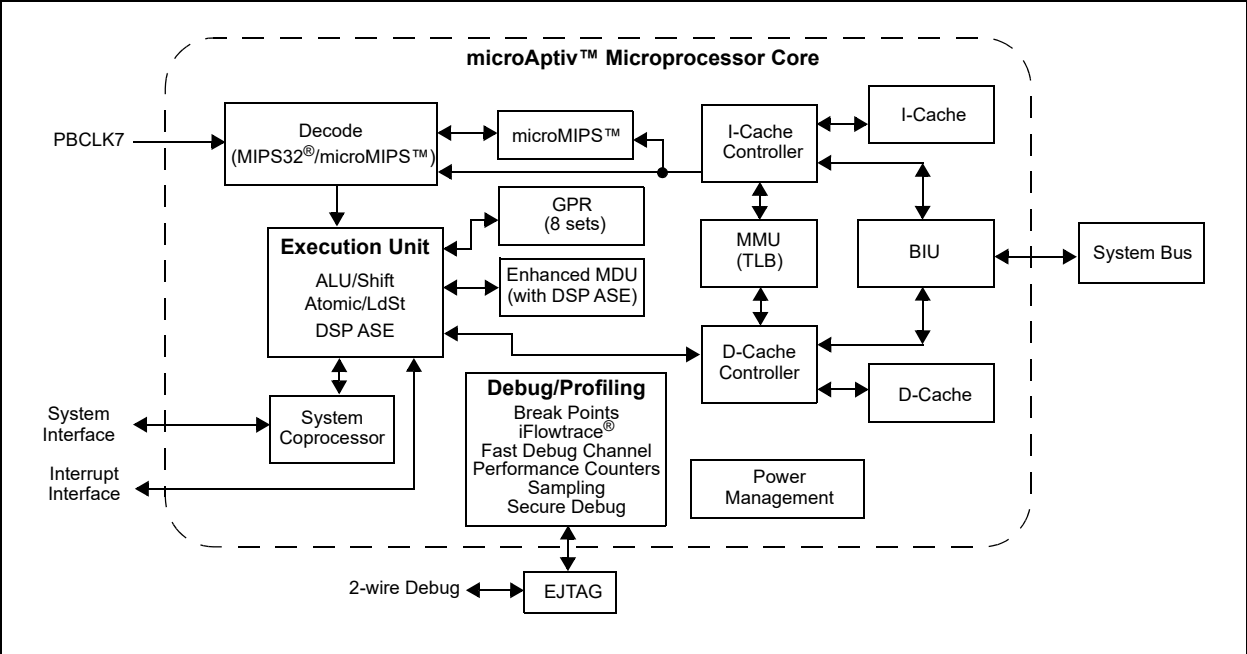 microAptiv™ Microprocessor Core
PBCLK7
Decode
(MIPS32®/microMIPS™)
microMIPS™
I-Cache
Controller
I-Cache
GPR
(8 sets)
Execution Unit
ALU/Shift
Atomic/LdSt
DSP ASE
Enhanced MDU
(with DSP ASE)
MMU
(TLB)
BIU
System Bus
D-Cache
Controller
D-Cache
System
Interface
System
Coprocessor
Interrupt
Interface
Debug/Profiling
Break Points
iFlowtrace®
Fast Debug Channel
Performance Counters
Sampling
Secure Debug
Power
Management
2-wire Debug
EJTAG